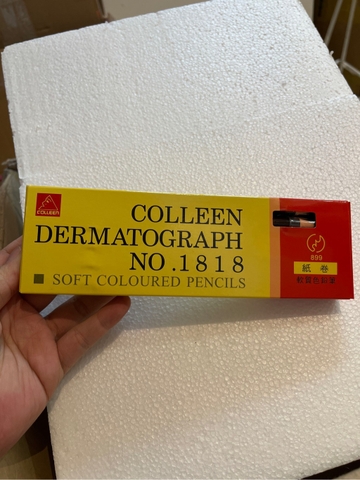 COLLEEN
COLLEEN
DERMATOGRAPH
NO.1818
SOFT COLOURED PENCILS
899
紙卷